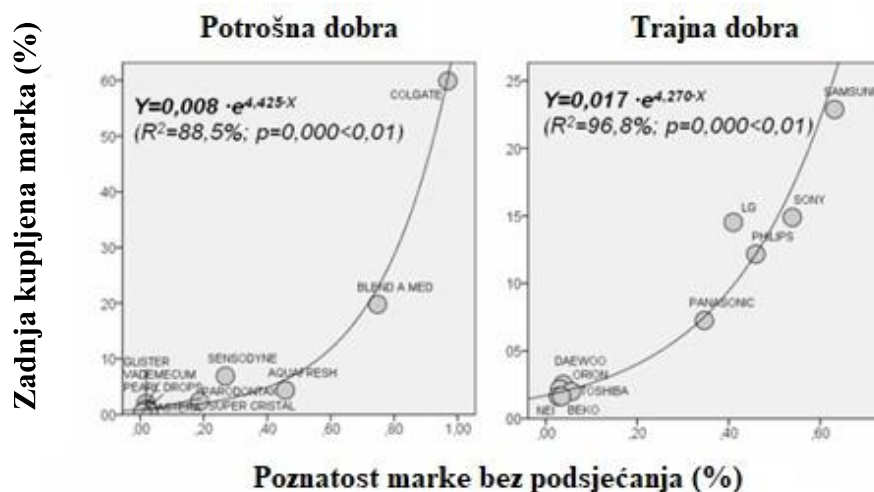 Potrošna dobra
Trajna dobra
Zadnja kupljena marka (%)
60
50
40
30
20
10
00
Y=0,008 ·e4,425·X
(R2=88,5%; p=0,000<0,01)
COLGATE
BLEND A MED
SENSODYNE
AQUAFRESH
GLISTER
VADEMECUM
PEARL DROPS
PARODONTAX
SUPER CRISTAL
,00
,20
,40
,60
,80
1,00
25
20
15
10
05
00
Y=0,017 ·e4,270·X
(R2=96,8%; p=0,000<0,01)
SAMSUNG
LG
SONY
PHILIPS
PANASONIC
DAEWOO
ORION
TOSHIBA
NEI
BEKO
,00
,20
,40
,60
Poznatost marke bez podsjećanja (%)